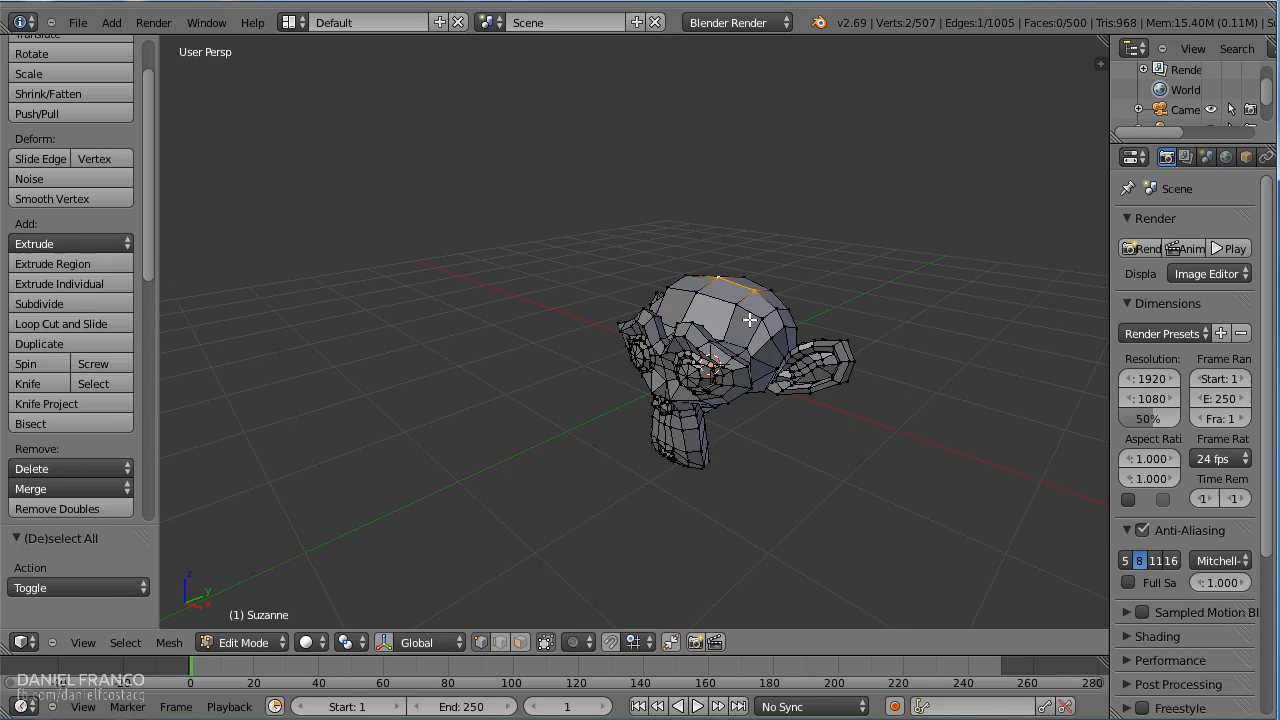 File Add Render Window Help Default Scene Blender Render v2.69 | Verts:2/507 | Edges:1/1005 | Faces:0/500 | Tris:968 | Mem:15.40M (0.11M) | Su
User Persp
Rotate
Scale
Shrink/Fatten
Push/Pull
Deform:
Slide Edge Vertex
Noise
Smooth Vertex
Add:
Extrude
Extrude Region
Extrude Individual
Subdivide
Loop Cut and Slide
Duplicate
Spin Screw
Knife Select
Knife Project
Bisect
Remove:
Delete
Merge
Remove Doubles
(De)select All
Action
Toggle
z
y
x
(1) Suzanne
View Search
Rende
World
Came
Scene
Render
Rend Anim Play
Displa Image Editor
Dimensions
Render Presets
Resolution: Frame Ran
: 1920 Start: 1
: 1080 E: 250
50% Fra: 1
Aspect Rati Frame Rat
: 1.000 24 fps
: 1.000 Time Rem
1 1
Anti-Aliasing
5 8 11 16 Mitchell-
Full Sa : 1.000
Sampled Motion Bl
Shading
Performance
Post Processing
Freestyle
View Select Mesh Edit Mode Global
0 20 40 60 80 100 120 140 160 180 200 220 240 260 280
DANIEL FRANCO
fb.com/danielfcostacg
View Marker Frame Playback Start: 1 End: 250 1 No Sync